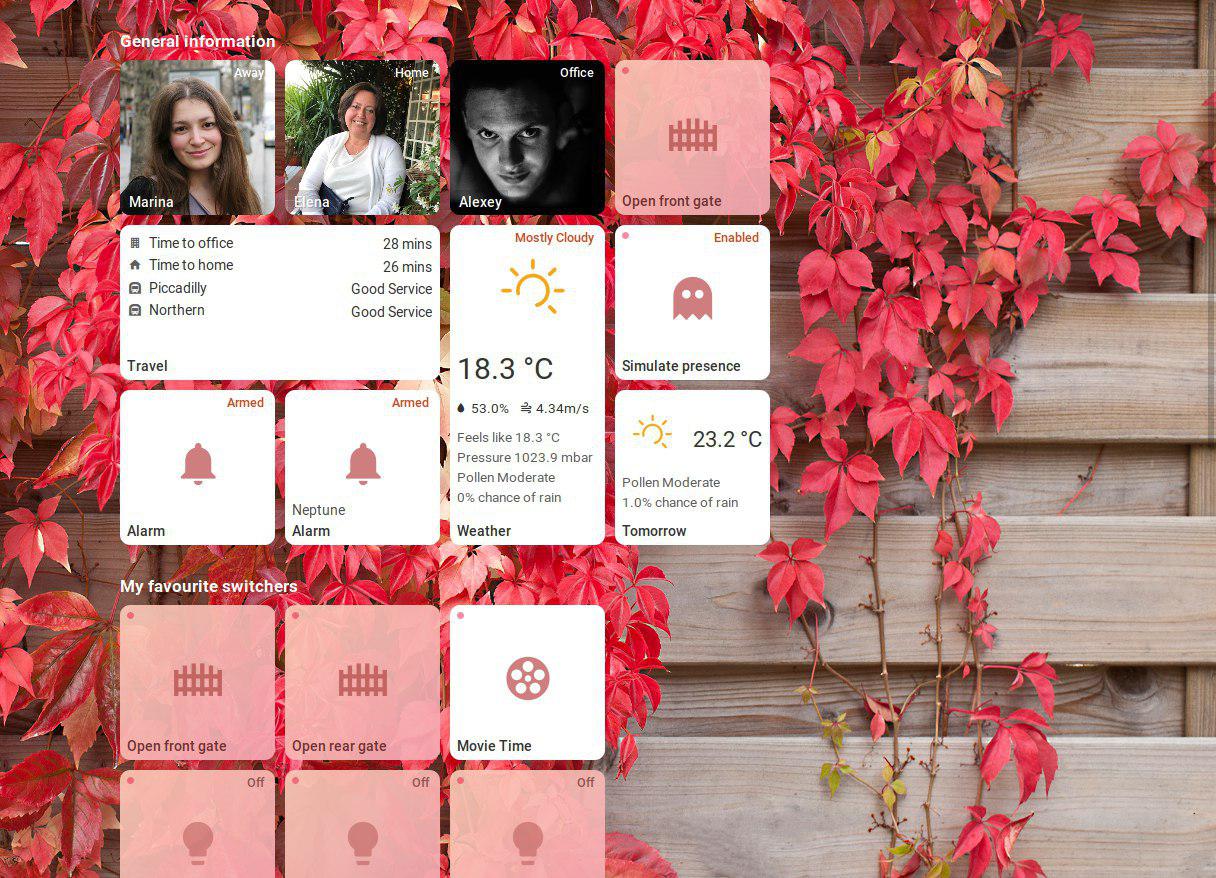 General information
Away
Marina
Home
Elena
Office
Alexey
Open front gate
Time to office 28 mins
Time to home 26 mins
Piccadilly Good Service
Northern Good Service
Travel
Mostly Cloudy
18.3 °C
53.0% 4.34m/s
Feels like 18.3 °C
Pressure 1023.9 mbar
Pollen Moderate
0% chance of rain
Weather
Enabled
Simulate presence
Armed
Alarm
Armed
Neptune
Alarm
23.2 °C
Pollen Moderate
1.0% chance of rain
Tomorrow
My favourite switchers
Open front gate
Open rear gate
Movie Time
Off
Off
Off